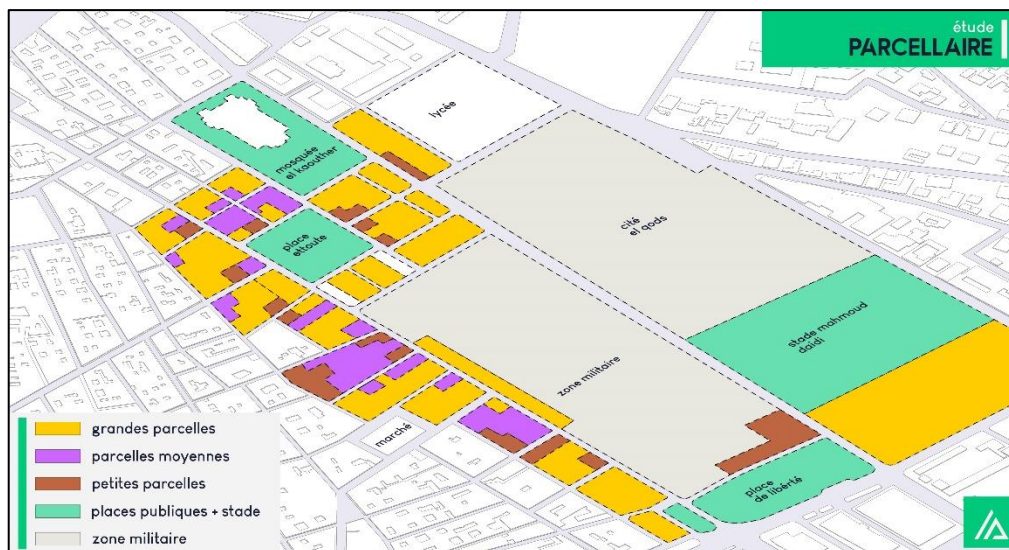 étude
PARCELLAIRE
lycée
mosquée
el kaouther
cité
el qods
place
ettoute
stade mahmoud
daidi
zone militaire
marché
place
de liberté
grandes parcelles
parcelles moyennes
petites parcelles
places publiques + stade
zone militaire